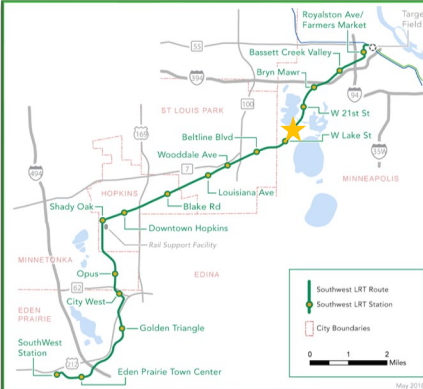 Royalston Ave/
Farmers Market
Target
Field
55
Bassett Creek Valley
394
Bryn Mawr
94
ST LOUIS PARK
100
W 21st St
169
Beltline Blvd
W Lake St
Wooddale Ave
35W
7
MINNEAPOLIS
494
HOPKINS
Louisiana Ave
Shady Oak
Blake Rd
Downtown Hopkins
Rail Support Facility
MINNETONKA
EDINA
Opus
62
City West
EDEN
PRAIRIE
Golden Triangle
SouthWest
Station
212
Eden Prairie Town Center
Southwest LRT Route
Southwest LRT Station
City Boundaries
0 1 2
Miles